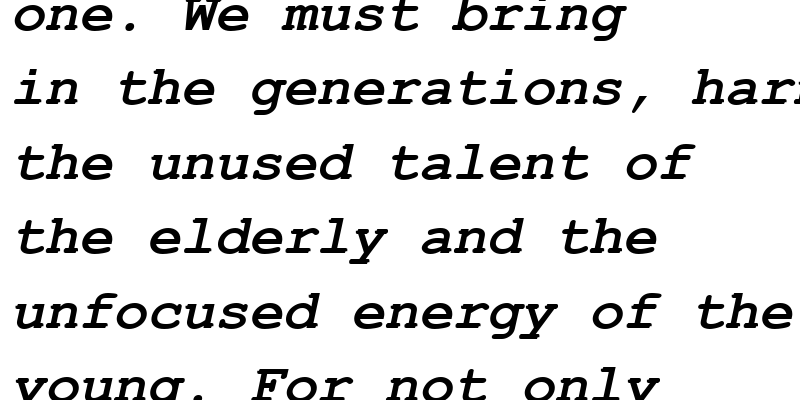 one. We must bring
in the generations,
the unused talent of
the elderly and the
unfocused energy of the
young. For not only